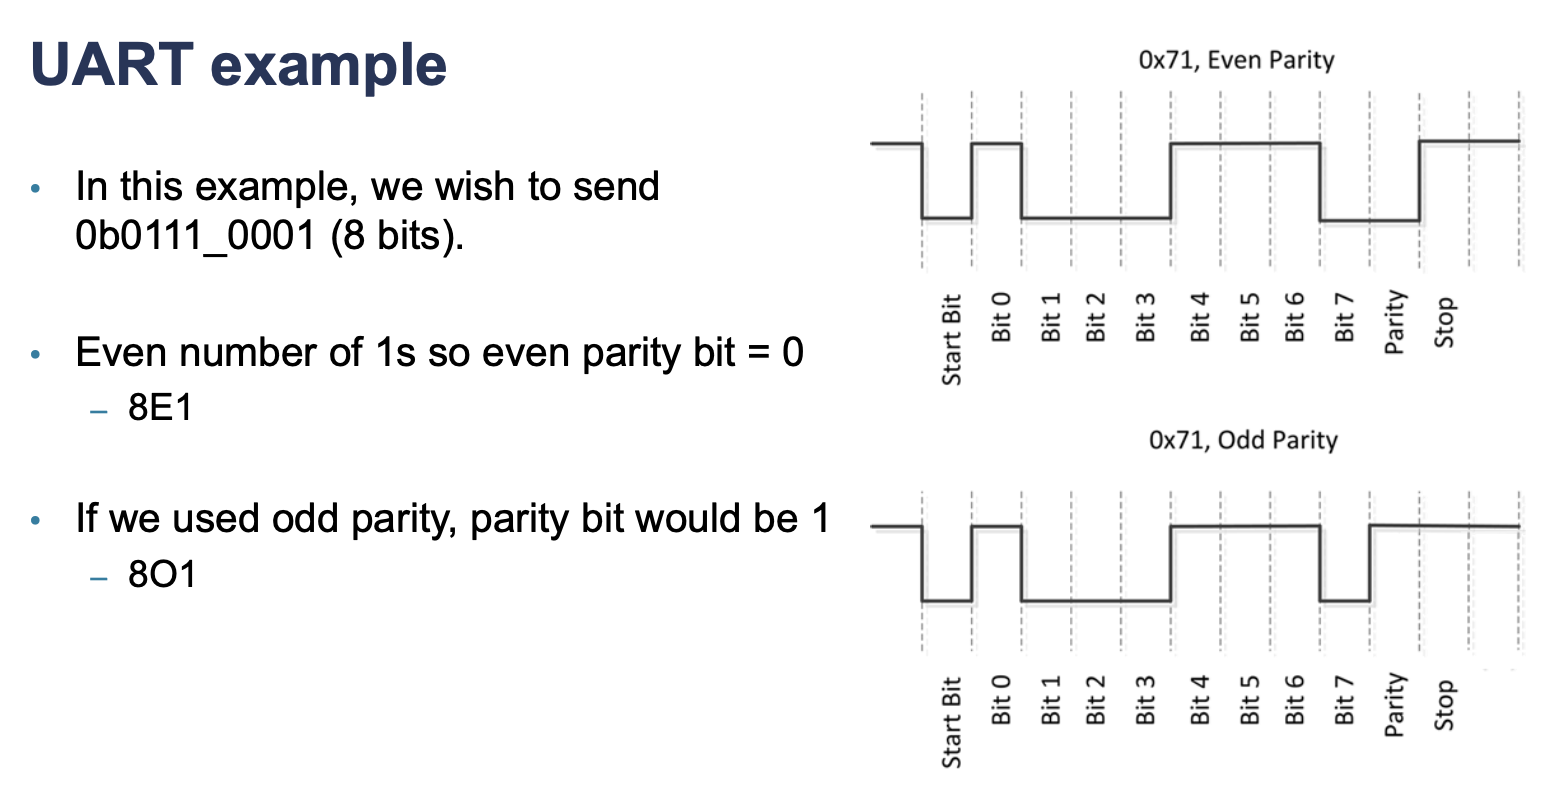 UART example
• In this example, we wish to send
0b0111_0001 (8 bits).
• Even number of 1s so even parity bit = 0
– 8E1
• If we used odd parity, parity bit would be 1
– 8O1
0x71, Even Parity
Start Bit
Bit 0
Bit 1
Bit 2
Bit 3
Bit 4
Bit 5
Bit 6
Bit 7
Parity
Stop
0x71, Odd Parity
Start Bit
Bit 0
Bit 1
Bit 2
Bit 3
Bit 4
Bit 5
Bit 6
Bit 7
Parity
Stop